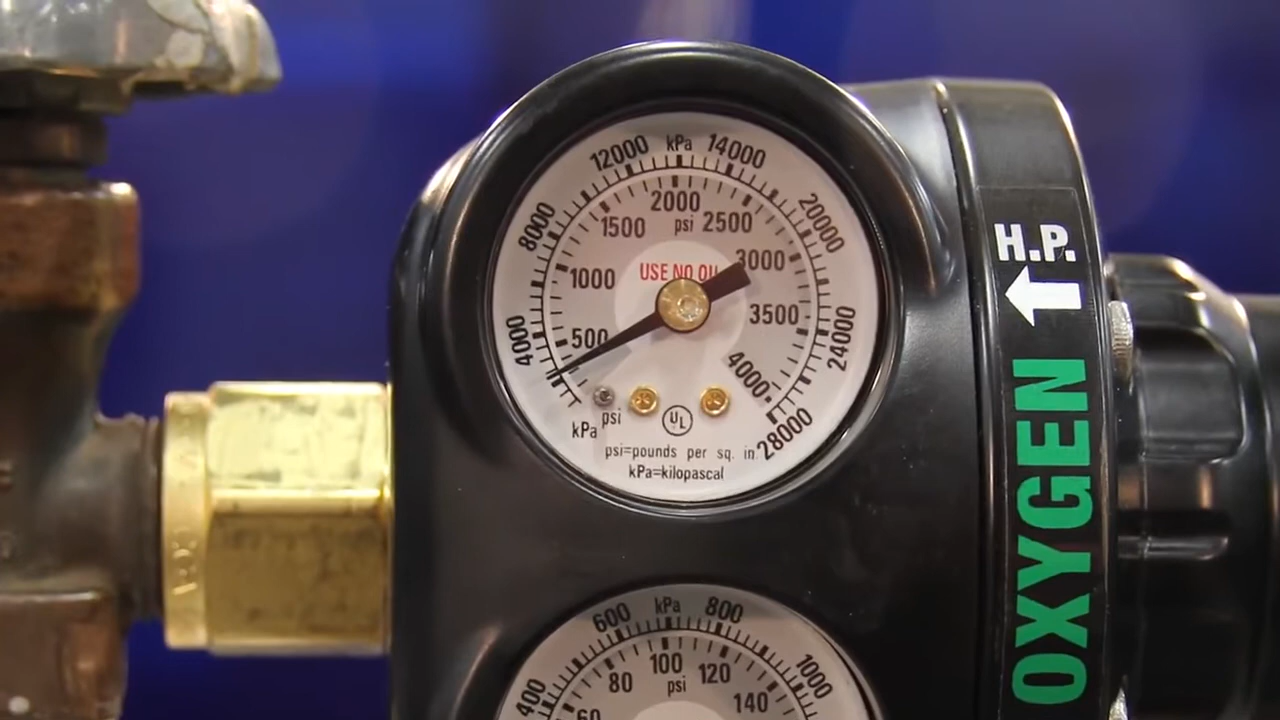 kPa
12000 14000
8000 20000
4000 24000
28000
2000
psi
1500 2500
1000 3000
500 3500
4000
USE NO OIL
psi
kPa
UL
psi=pounds per sq. in.
kPa=kilopascal
H.P.
OXYGEN
kPa
600 800
400 1000
100
80 120
psi
60 140